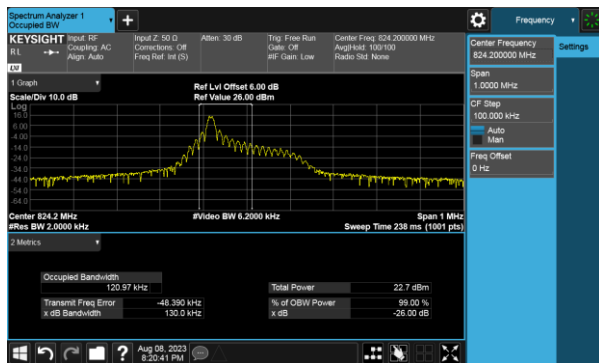 Spectrum Analyzer 1
Occupied BW
+
Frequency
KEYSIGHT
RL
Input: RF
Coupling: AC
Align: Auto
Input Z: 50 Ω
Corrections: Off
Freq Ref: Int (S)
Atten: 30 dB
Trig: Free Run
Gate: Off
#IF Gain: Low
Center Freq: 824.200000 MHz
Avg|Hold: 100/100
Radio Std: None
LXI
Center Frequency
824.200000 MHz
Settings
Span
1.0000 MHz
CF Step
100.000 kHz
Auto
Man
Freq Offset
0 Hz
1 Graph
Scale/Div 10.0 dB
Ref Lvl Offset 6.00 dB
Ref Value 26.00 dBm
Log
16.0
6.00
-4.00
-14.0
-24.0
-34.0
-44.0
-54.0
-64.0
Center 824.2 MHz
#Res BW 2.0000 kHz
#Video BW 6.2000 kHz
Span 1 MHz
Sweep Time 238 ms (1001 pts)
2 Metrics
Occupied Bandwidth
120.97 kHz
Total Power 22.7 dBm
Transmit Freq Error -48.390 kHz
% of OBW Power 99.00 %
x dB Bandwidth 130.0 kHz
x dB -26.00 dB
?
Aug 08, 2023
8:20:41 PM